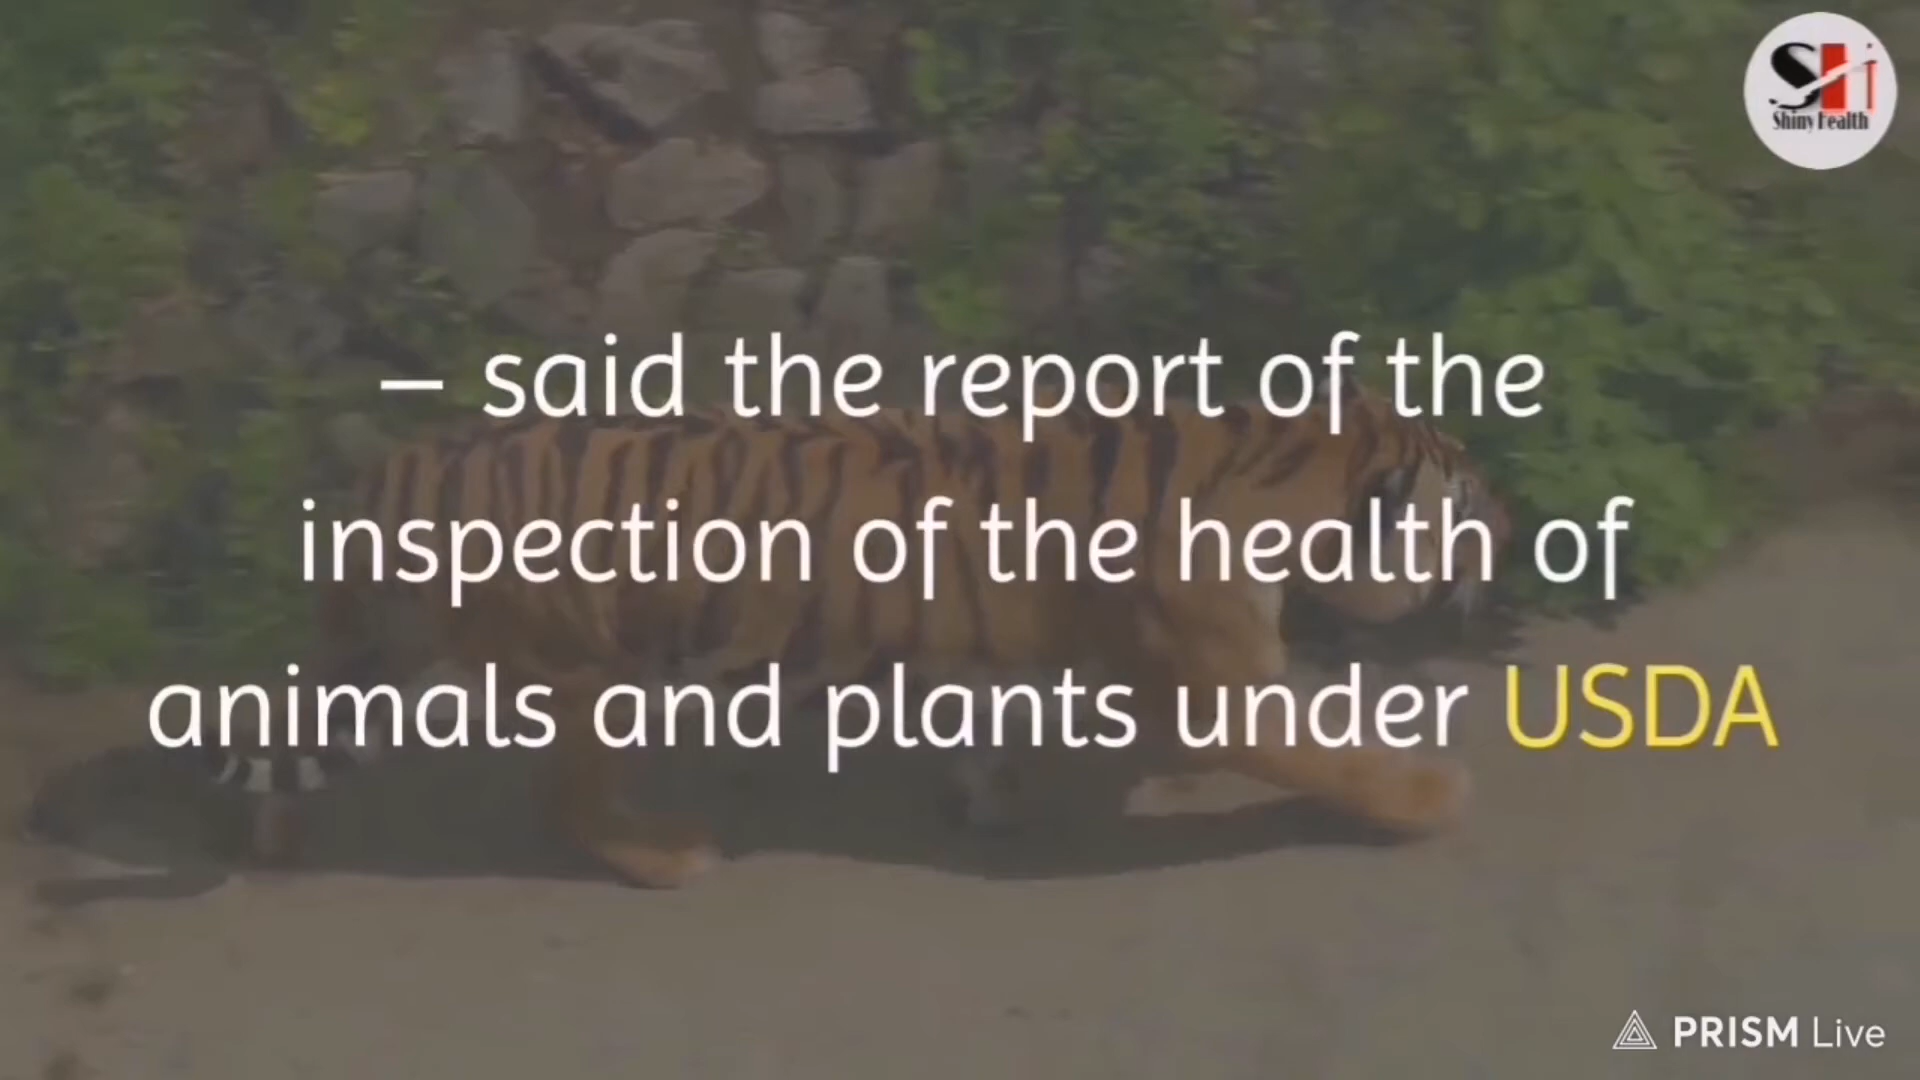 SHi
Shiny Health
– said the report of the
inspection of the health of
animals and plants under USDA
PRISM Live